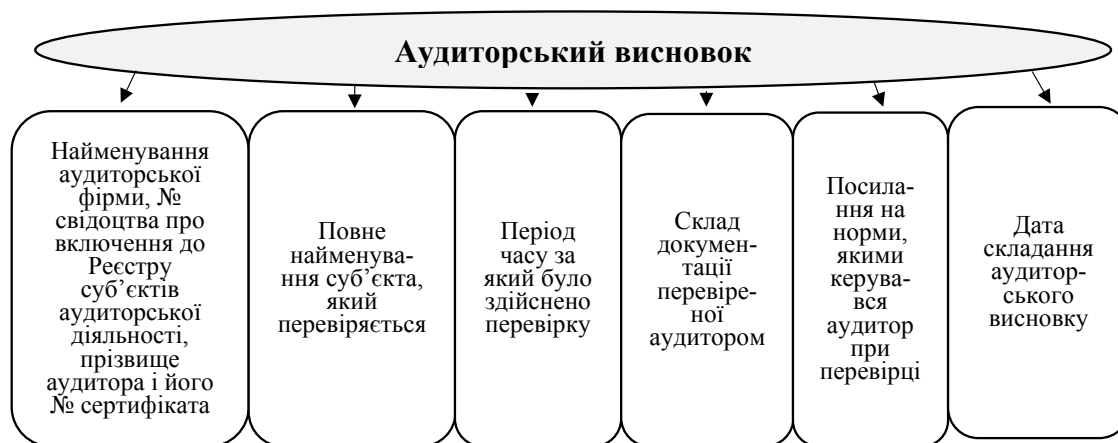 Аудиторський висновок
Найменування
аудиторської
фірми, №
свідоцтва про
включення до
Реєстру
суб’єктів
аудиторської
діяльності,
прізвище
аудитора і його
№ сертифіката
Повне
найменува-
ння суб’єкта,
який
перевіряється
Період
часу за
який було
здійснено
перевірку
Склад
докумен-
тації
перевіре-
ної
аудитором
Посила-
ння на
норми,
якими
керува-
вся
аудитор
при
перевірці
Дата
складання
аудитор-
ського
висновку